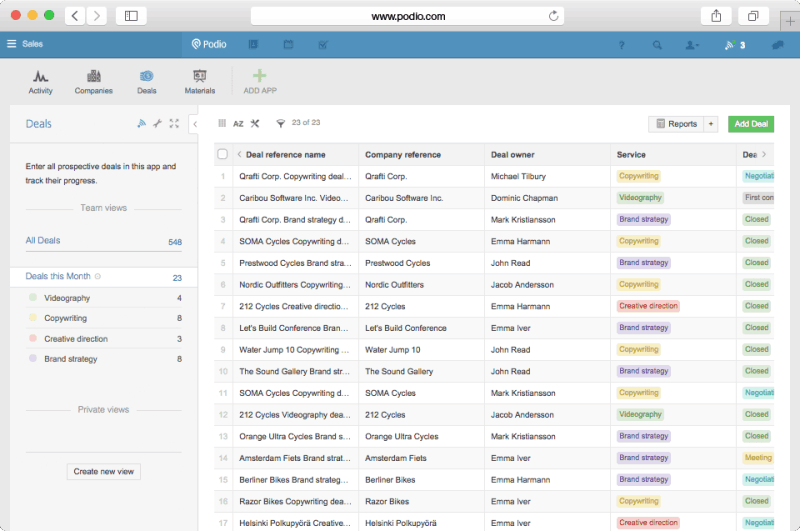 www.podio.com
Sales
Podio
? 3
Activity Companies Deals Materials ADD APP
Deals
Enter all prospective deals in this app and
track their progress.
Team views
All Deals 548
Deals this Month 23
Videography 4
Copywriting 8
Creative direction 3
Brand strategy 8
Private views
Create new view
AZ 23 of 23 Reports + Add Deal
Deal reference name Company reference Deal owner Service Dea
1 Qrafti Corp. Copywriting deal... Qrafti Corp. Michael Tilbury Copywriting Negotiat
2 Caribou Software Inc. Video... Caribou Software Inc. Dominic Chapman Videography First con
3 Qrafti Corp. Brand strategy d... Qrafti Corp. Mark Kristiansson Brand strategy Closed
4 SOMA Cycles Copywriting d... SOMA Cycles Emma Harmann Copywriting Closed
5 Prestwood Cycles Brand stra... Prestwood Cycles John Read Brand strategy Closed
6 Nordic Outfitters Copywriting... Nordic Outfitters Jacob Andersson Copywriting Closed
7 212 Cycles Creative directio... 212 Cycles Emma Harmann Creative direction Closed
8 Let's Build Conference Bran... Let's Build Conference Emma Iver Brand strategy Closed
9 Water Jump 10 Copywriting ... Water Jump 10 John Read Copywriting Closed
10 The Sound Gallery Brand str... The Sound Gallery John Read Brand strategy Closed
11 SOMA Cycles Copywriting d... SOMA Cycles Mark Kristiansson Copywriting Negotiat
12 212 Cycles Videography dea... 212 Cycles Jacob Andersson Videography Closed
13 Orange Ultra Cycles Brand s... Orange Ultra Cycles Mark Kristiansson Brand strategy Closed
14 Amsterdam Fiets Brand strat... Amsterdam Fiets Emma Iver Brand strategy Meeting
15 Berliner Bikes Brand strateg... Berliner Bikes Emma Harmann Brand strategy Negotiat
16 Razor Bikes Copywriting dea... Razor Bikes Emma Iver Copywriting Closed
17 Helsinki Polkupyörä Creative... Helsinki Polkupyörä Emma Iver Creative direction Negotiat